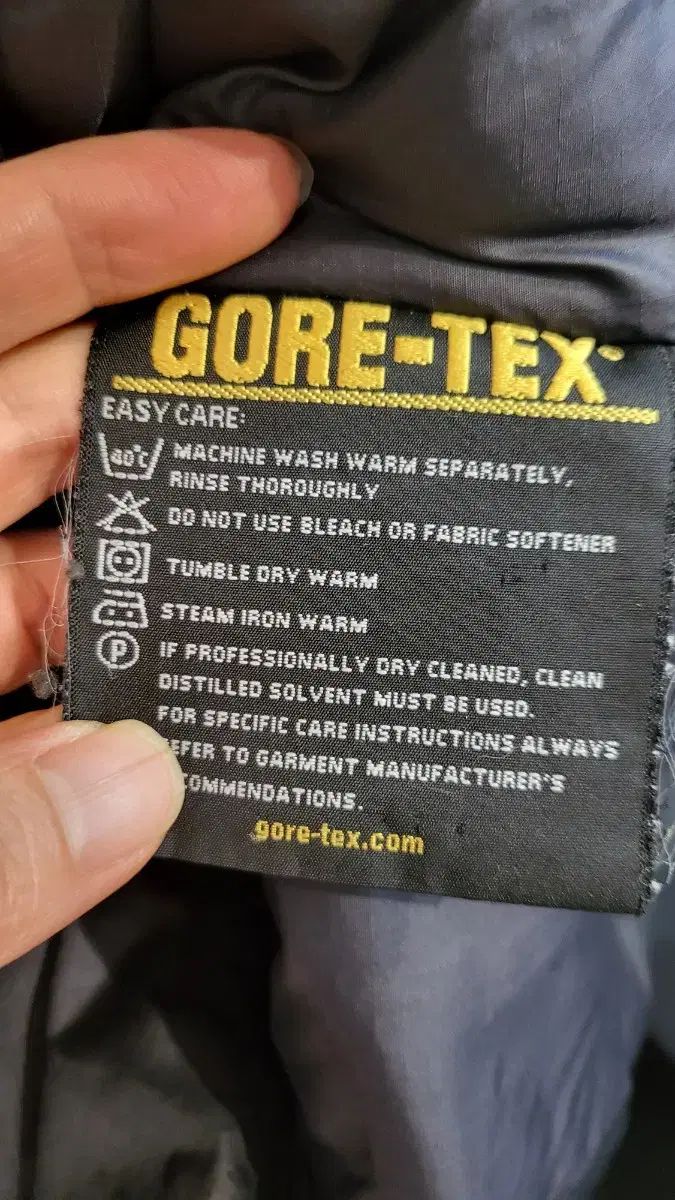 GORE-TEX®
EASY CARE:
40°C MACHINE WASH WARM SEPARATELY,
RINSE THOROUGHLY
DO NOT USE BLEACH OR FABRIC SOFTENER
TUMBLE DRY WARM
STEAM IRON WARM
P IF PROFESSIONALLY DRY CLEANED, CLEAN
DISTILLED SOLVENT MUST BE USED.
FOR SPECIFIC CARE INSTRUCTIONS ALWAYS
EFER TO GARMENT MANUFACTURER'S
COMMENDATIONS.
gore-tex.com